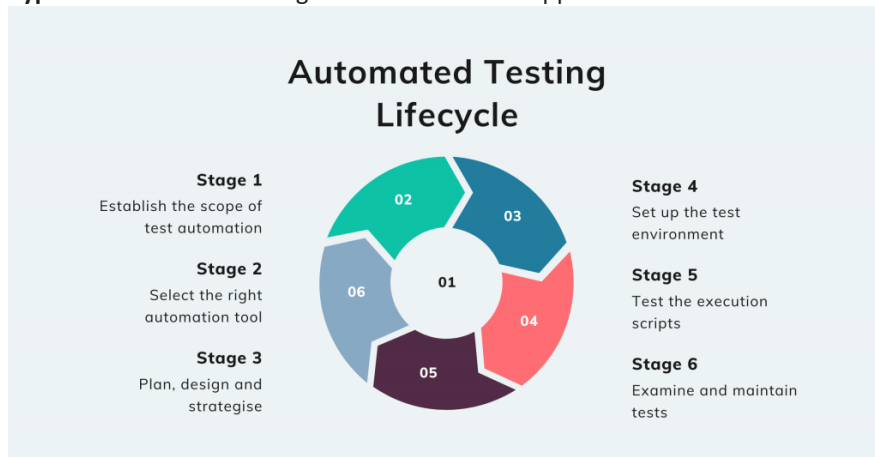 Automated Testing
Lifecycle
Stage 1
Establish the scope of
test automation
Stage 2
Select the right
automation tool
Stage 3
Plan, design and
strategise
02
03
01
06
04
05
Stage 4
Set up the test
environment
Stage 5
Test the execution
scripts
Stage 6
Examine and maintain
tests